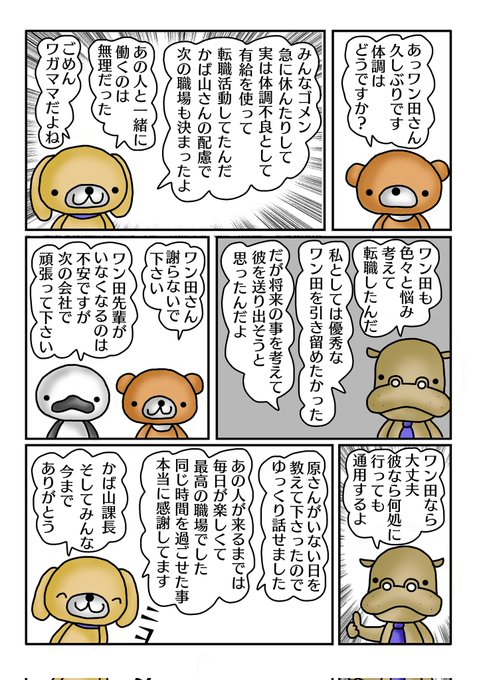 あっワン田さん
久しぶりです
体調は
どうですか?
みんなゴメン
急に休んたりして
実は体調不良として
有給を使って
転職活動してたんだ
かば山さんの配慮で
次の職場も決まったよ
あの人と一緒に
働くのは
無理だった
ごめん
ワガママだよね
ワン田も
色々と悩み
考えて
転職したんだ
私としては優秀な
ワン田を引き留めたかった
だが将来の事を考えて
彼を送り出そうと
思ったんだよ
ワン田さん
謝らないで
下さい
ワン田先輩が
いなくなるのは
不安ですが
次の会社で
頑張って下さい
ワン田なら
大丈夫
彼なら何処に
行っても
通用するよ
原さんがいない日を
教えて下さったので
ゆっくり話せました
あの人が来るまでは
毎日が楽しくて
最高の職場でした
同じ時間を過ごせた事
本当に感謝してます
かば山課長
そしてみんな
今まで
ありがとう
ニコ